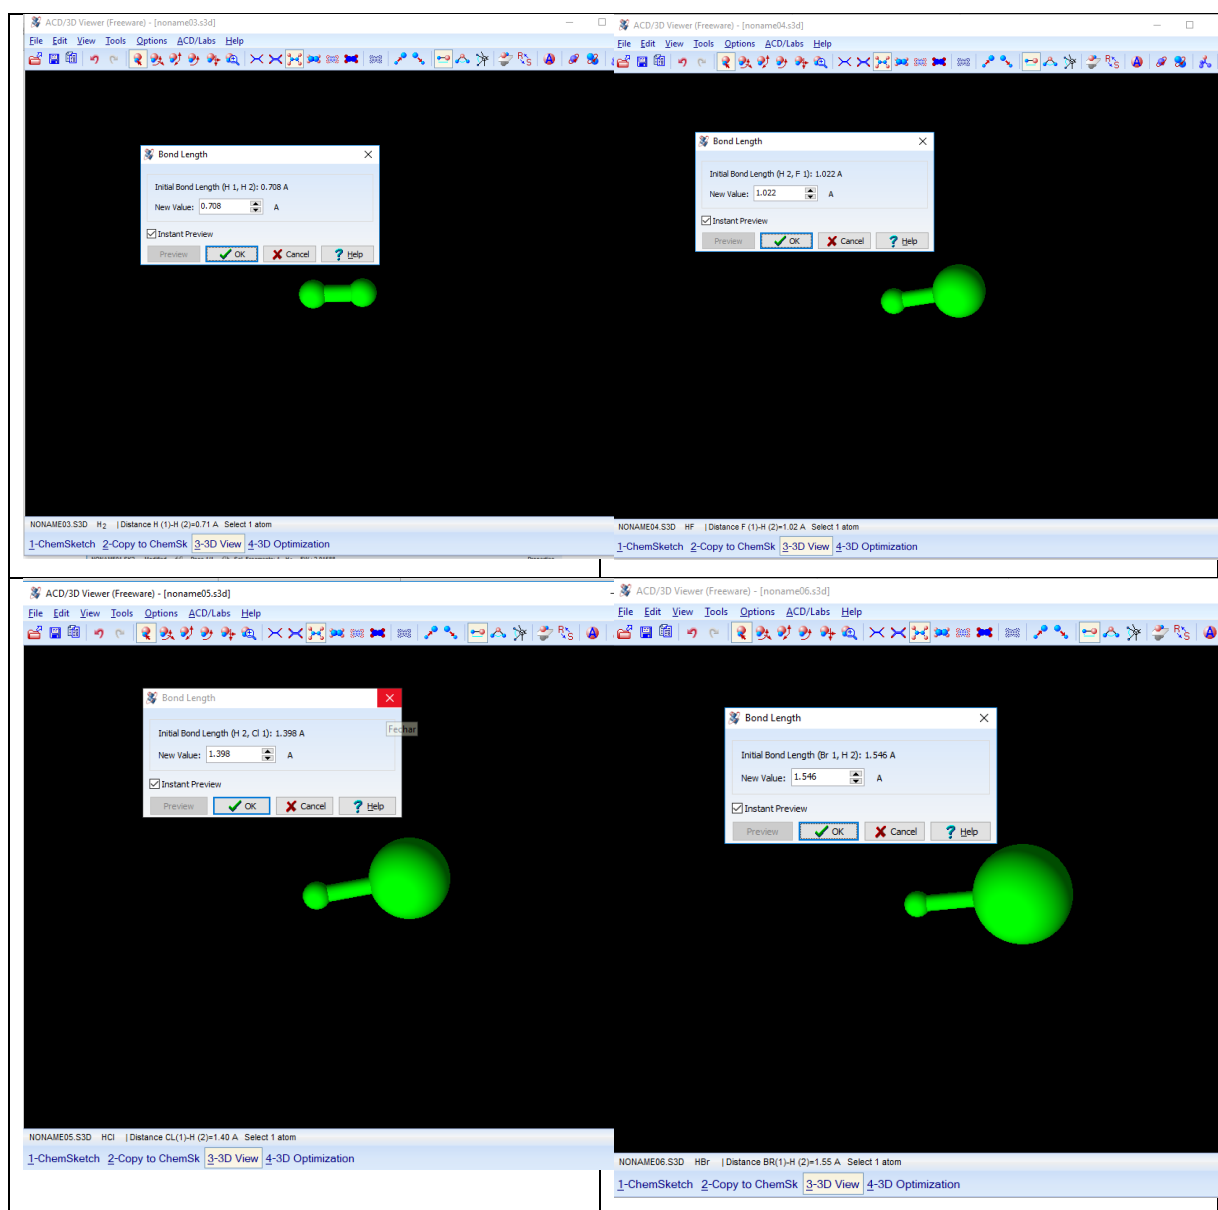 ACD/3D Viewer (Freeware) - [noname03.s3d]
File Edit View Tools Options ACD/Labs Help
Bond Length
Initial Bond Length (H 1, H 2): 0.708 A
New Value: 0.708 A
Instant Preview
Preview OK Cancel ? Help
NONAME03.S3D H2 | Distance H (1)-H (2)=0.71 A Select 1 atom
1-ChemSketch 2-Copy to ChemSk 3-3D View 4-3D Optimization
ACD/3D Viewer (Freeware) - [noname04.s3d]
File Edit View Tools Options ACD/Labs Help
Bond Length
Initial Bond Length (H 2, F 1): 1.022 A
New Value: 1.022 A
Instant Preview
Preview OK Cancel ? Help
NONAME04.S3D HF | Distance F (1)-H (2)=1.02 A Select 1 atom
1-ChemSketch 2-Copy to ChemSk 3-3D View 4-3D Optimization
ACD/3D Viewer (Freeware) - [noname05.s3d]
File Edit View Tools Options ACD/Labs Help
Bond Length
Fechar
Initial Bond Length (H 2, Cl 1): 1.398 A
New Value: 1.398 A
Instant Preview
Preview OK Cancel ? Help
NONAME05.S3D HCl | Distance CL(1)-H (2)=1.40 A Select 1 atom
1-ChemSketch 2-Copy to ChemSk 3-3D View 4-3D Optimization
ACD/3D Viewer (Freeware) - [noname06.s3d]
File Edit View Tools Options ACD/Labs Help
Bond Length
Initial Bond Length (Br 1, H 2): 1.546 A
New Value: 1.546 A
Instant Preview
Preview OK Cancel ? Help
NONAME06.S3D HBr | Distance BR(1)-H (2)=1.55 A Select 1 atom
1-ChemSketch 2-Copy to ChemSk 3-3D View 4-3D Optimization